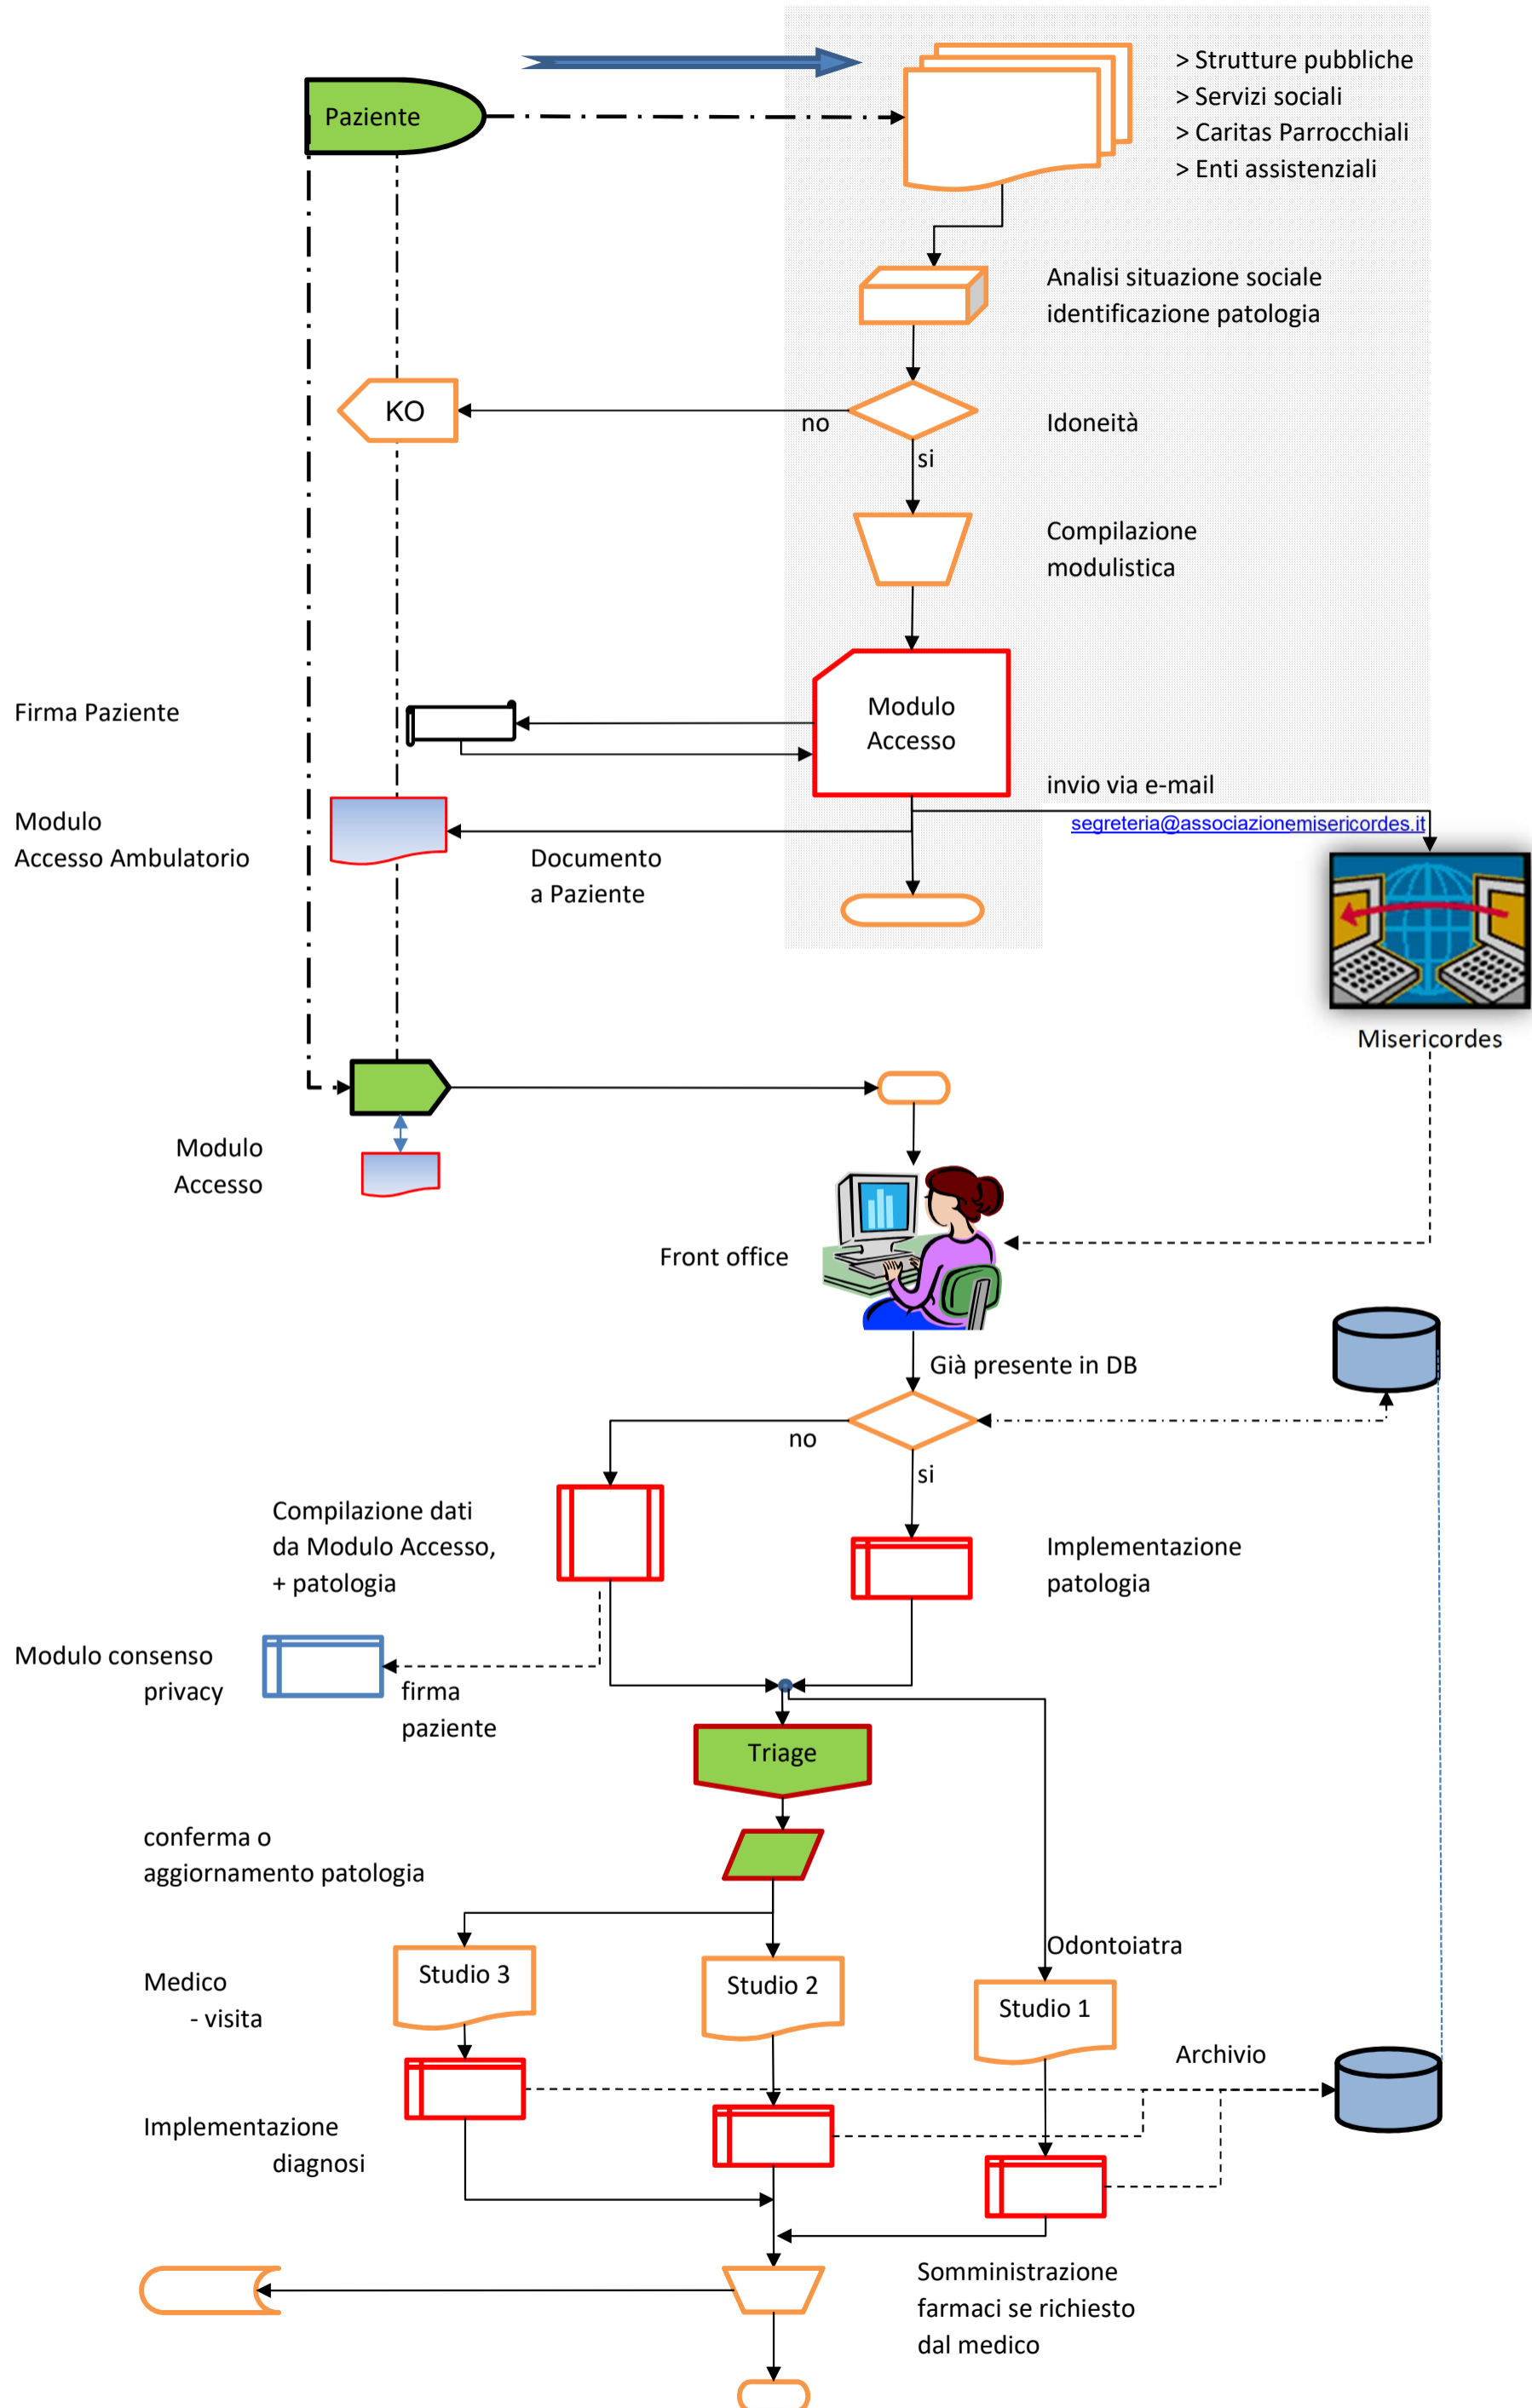 Paziente
> Strutture pubbliche
> Servizi sociali
> Caritas Parrocchiali
> Enti assistenziali
Analisi situazione sociale
identificazione patologia
KO
no
Idoneità
si
Compilazione
modulistica
Firma Paziente
Modulo
Accesso
invio via e-mail
segreteria@associazionemisericordes.it
Modulo
Accesso Ambulatorio
Documento
a Paziente
Misericordes
Modulo
Accesso
Front office
Già presente in DB
no
si
Compilazione dati
da Modulo Accesso,
+ patologia
Implementazione
patologia
Modulo consenso
privacy
firma
paziente
Triage
conferma o
aggiornamento patologia
Odontoiatra
Medico
- visita
Studio 3
Studio 2
Studio 1
Archivio
Implementazione
diagnosi
Somministrazione
farmaci se richiesto
dal medico